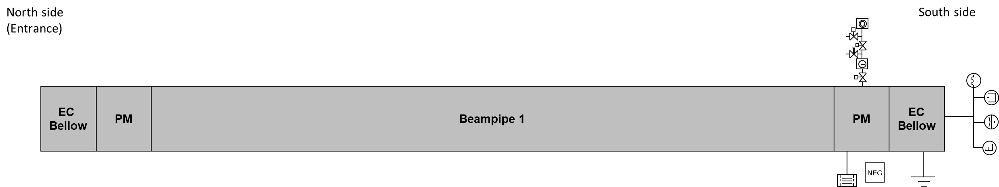 North side
(Entrance)
South side
EC
Bellow
PM
Beampipe 1
PM
EC
Bellow
NEG